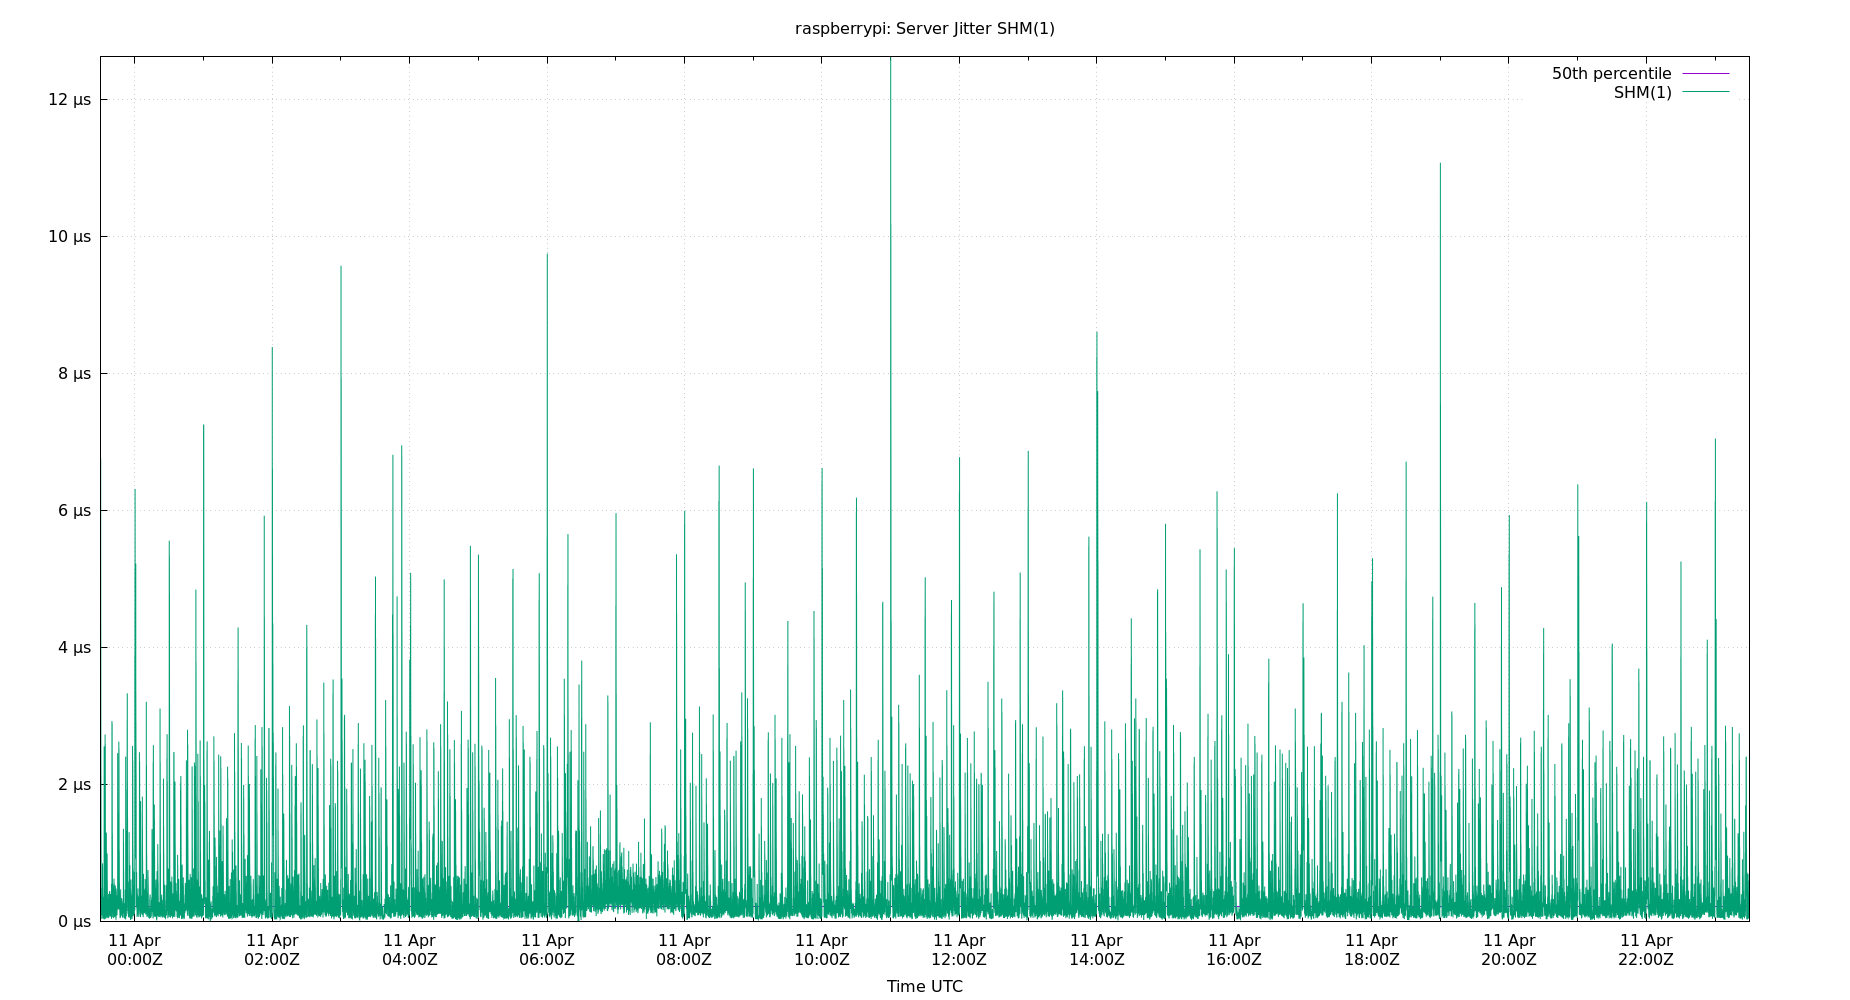 raspberrypi: Server Jitter SHM(1)
50th percentile
SHM(1)
12 µs
10 µs
8 µs
6 µs
4 µs
2 µs
0 µs
11 Apr 11 Apr 11 Apr 11 Apr 11 Apr 11 Apr 11 Apr 11 Apr 11 Apr 11 Apr 11 Apr 11 Apr
00:00Z 02:00Z 04:00Z 06:00Z 08:00Z 10:00Z 12:00Z 14:00Z 16:00Z 18:00Z 20:00Z 22:00Z
Time UTC